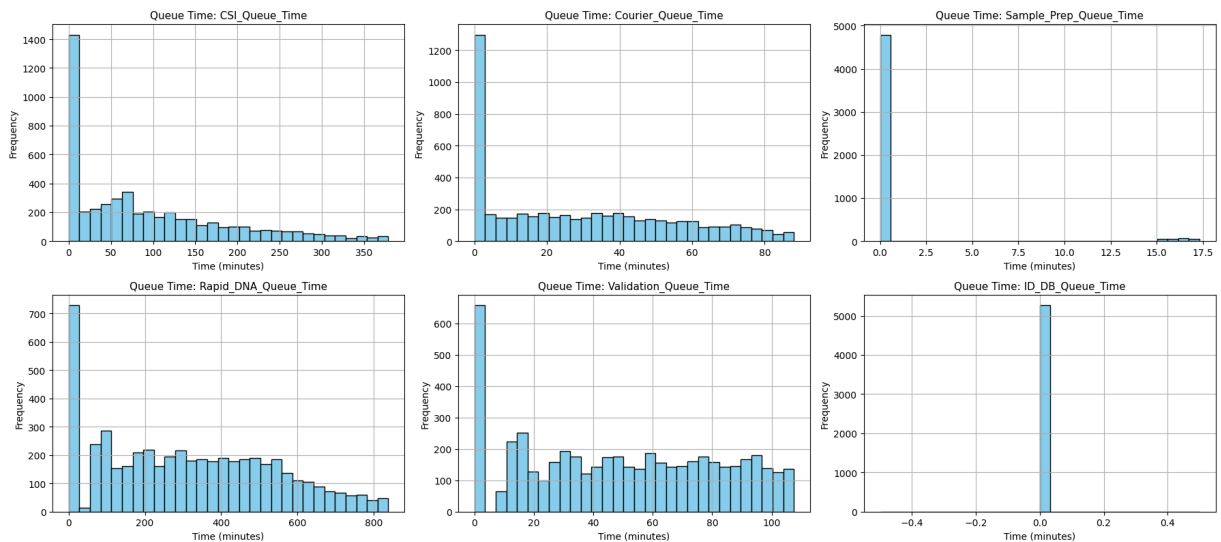 Queue Time: CSI_Queue_Time
Frequency
1400
1200
1000
800
600
400
200
0
0 50 100 150 200 250 300 350
Time (minutes)
Queue Time: Courier_Queue_Time
Frequency
1200
1000
800
600
400
200
0
0 20 40 60 80
Time (minutes)
Queue Time: Sample_Prep_Queue_Time
Frequency
5000
4000
3000
2000
1000
0
0.0 2.5 5.0 7.5 10.0 12.5 15.0 17.5
Time (minutes)
Queue Time: Rapid_DNA_Queue_Time
Frequency
700
600
500
400
300
200
100
0
0 200 400 600 800
Time (minutes)
Queue Time: Validation_Queue_Time
Frequency
600
500
400
300
200
100
0
0 20 40 60 80 100
Time (minutes)
Queue Time: ID_DB_Queue_Time
Frequency
5000
4000
3000
2000
1000
0
−0.4 −0.2 0.0 0.2 0.4
Time (minutes)